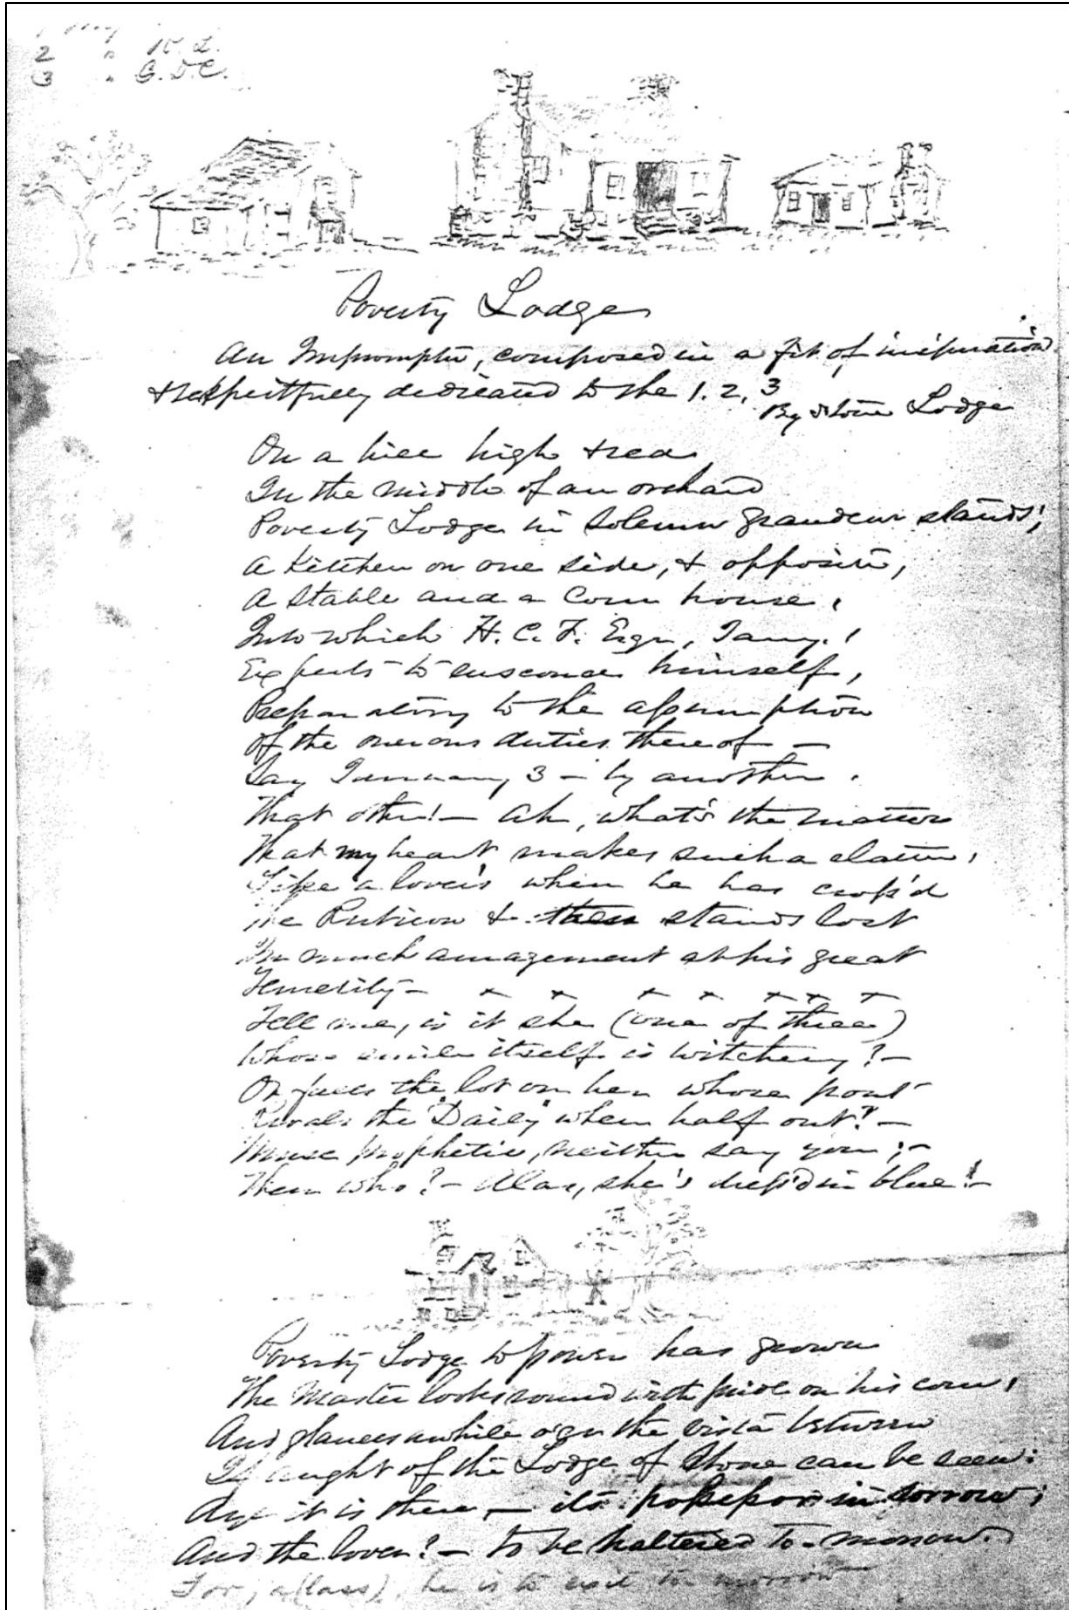 2 " R. L.
3 " G. D. C.
Poverty Lodge
An Impromptu, composed in a fit of inspiration
& respectfully dedicated to the 1. 2. 3
By Stone Lodge
On a hill high & red
In the middle of an orchard
Poverty Lodge in solemn grandeur stands;
A kitchen on one side, & opposite,
A stable and a corn house,
Into which H. C. F. Esqr,
Expects to ensconce himself,
Preparatory to the assumption
Of the onerous duties thereof —
Say January 3 — by another.
That other! — Ah, what's the matter
That my heart makes such a clatter,
Like a lover's when he has cross'd
the Rubicon & then stands lost
In much amazement at his great
Temerity — x x x x x x x
Tell me, is it she (one of three)
Whose smile itself is witchery? —
Or falls the lot on her whose pout
Rivals the "Daily" when half out? —
Muse prophetic, neither say you; —
Then who? — Alas, she's dress'd in blue! —
Poverty Lodge to power has grown
The Master looks round with pride on his corn,
And glances awhile o'er the vista between
If aught of the Lodge of Stone can be seen:
Aye it is there, — its possessor in sorrow;
And the lover? — to be haltered to-morrow.
For, a(lass), he is to to morrow